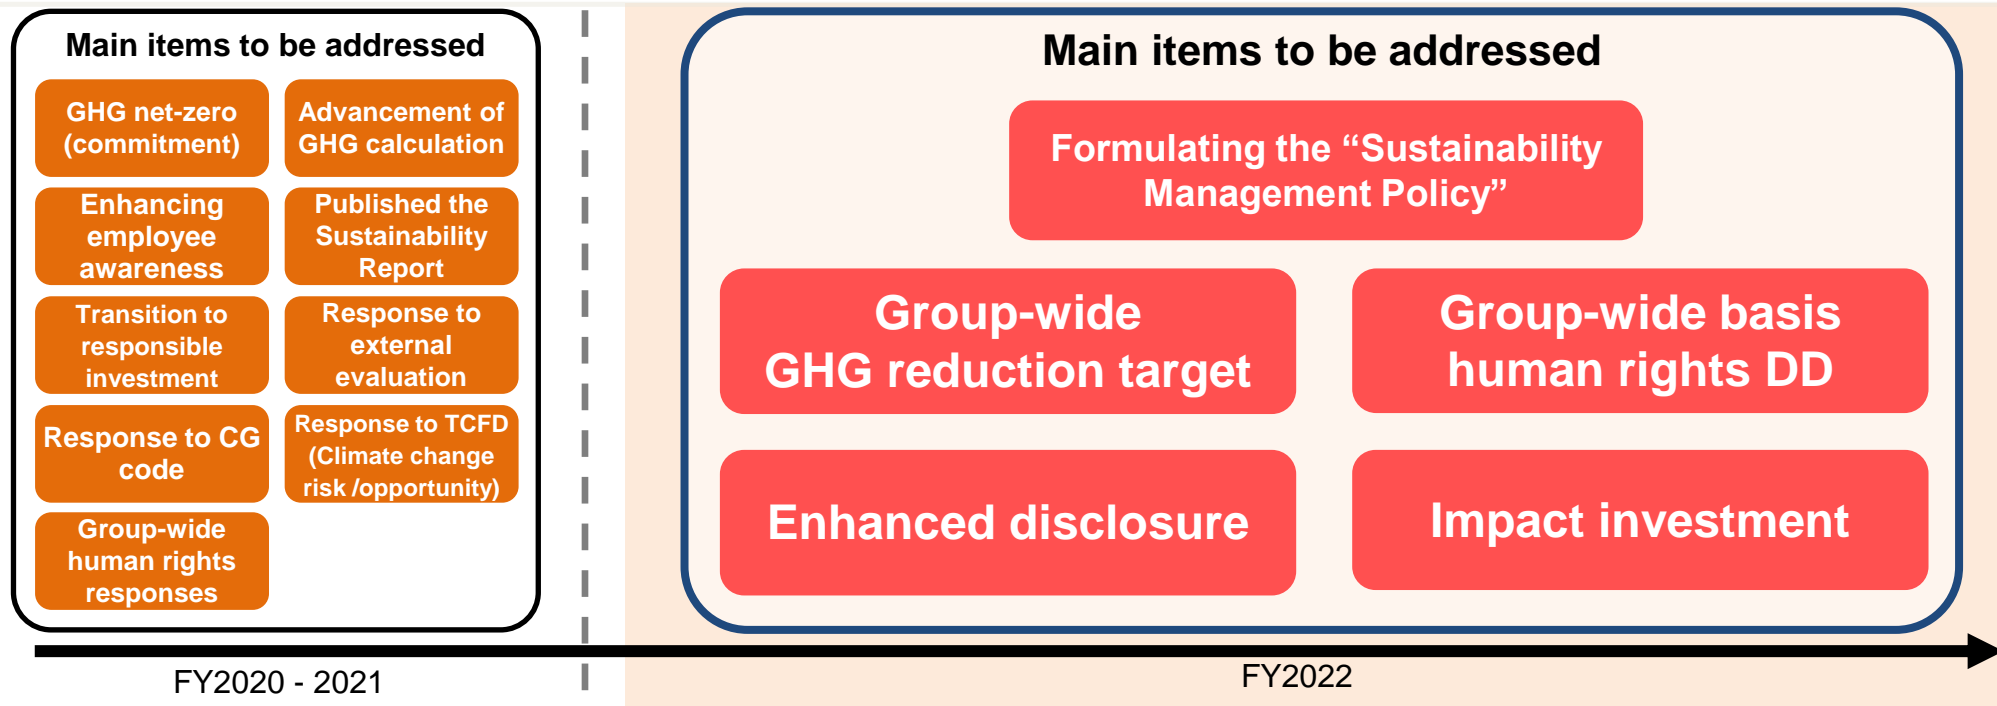 Main items to be addressed
GHG net-zero
(commitment)
Advancement of
GHG calculation
Enhancing
employee
awareness
Published the
Sustainability
Report
Transition to
responsible
investment
Response to
external
evaluation
Response to CG
code
Response to TCFD
(Climate change
risk /opportunity)
Group-wide
human rights
responses
FY2020 - 2021
Main items to be addressed
Formulating the “Sustainability
Management Policy”
Group-wide
GHG reduction target
Group-wide basis
human rights DD
Enhanced disclosure
Impact investment
FY2022